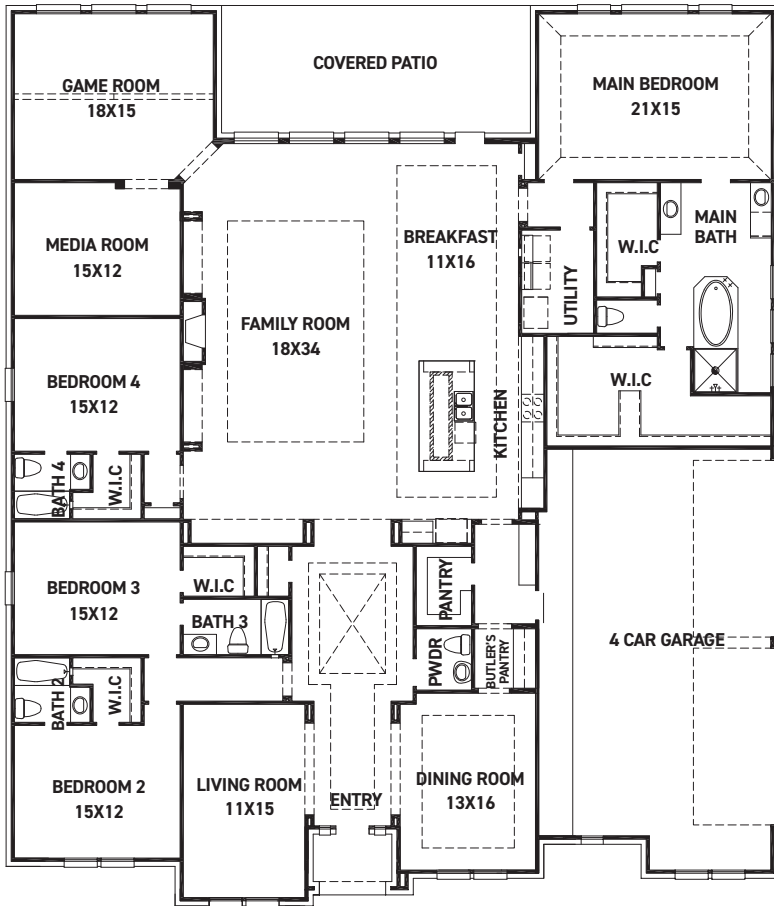 COVERED PATIO
GAME ROOM
18X15
MAIN BEDROOM
21X15
MEDIA ROOM
15X12
BREAKFAST
11X16
W.I.C
MAIN
BATH
UTILITY
FAMILY ROOM
18X34
BEDROOM 4
15X12
W.I.C
KITCHEN
BATH 4
W.I.C
BEDROOM 3
15X12
W.I.C
BATH 3
PANTRY
4 CAR GARAGE
PWDR
BUTLER'S
PANTRY
BATH 2
W.I.C
BEDROOM 2
15X12
LIVING ROOM
11X15
ENTRY
DINING ROOM
13X16